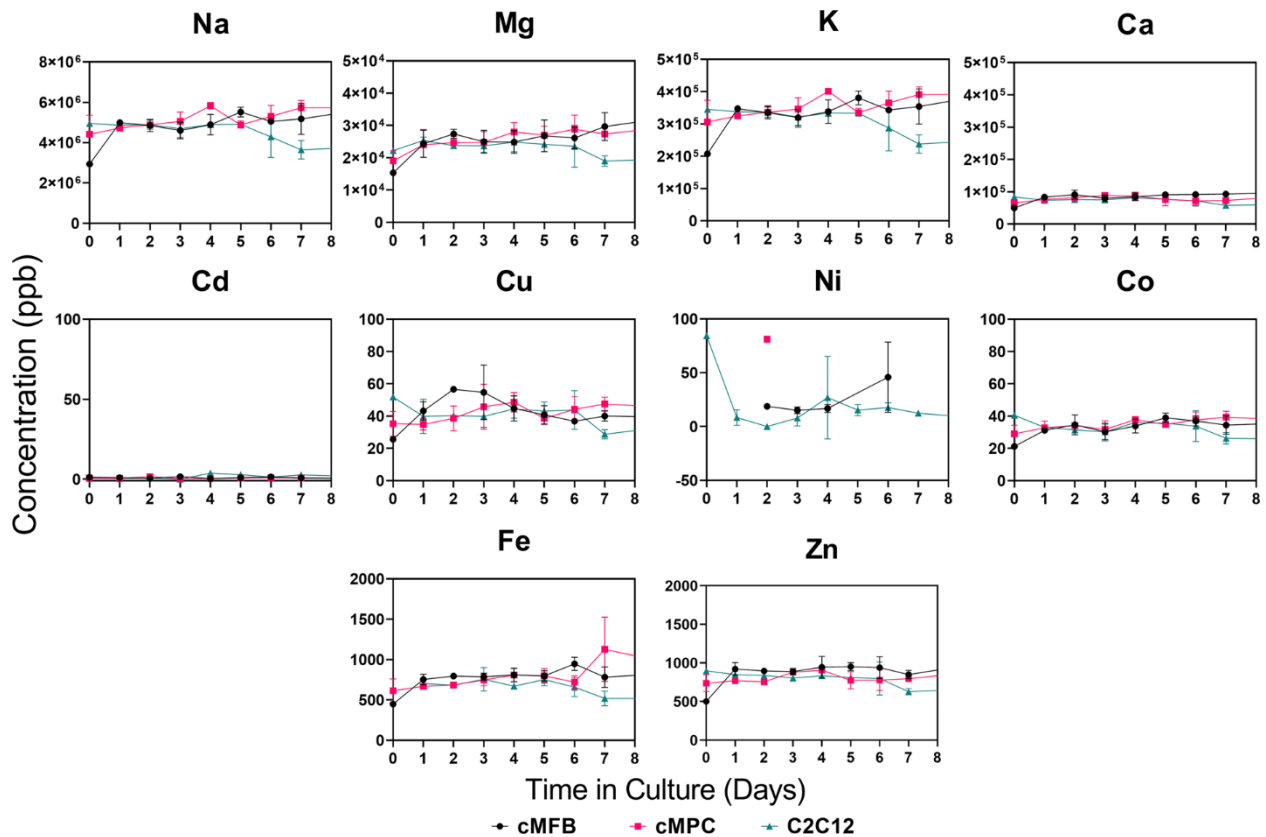 Na Mg K Ca
8×10⁶ 5×10⁴ 5×10⁵ 5×10⁵
6×10⁶ 4×10⁴ 4×10⁵ 4×10⁵
4×10⁶ 3×10⁴ 3×10⁵ 3×10⁵
2×10⁶ 2×10⁴ 2×10⁵ 2×10⁵
1×10⁴ 1×10⁵ 1×10⁵
0 0 0 0
0 1 2 3 4 5 6 7 8 0 1 2 3 4 5 6 7 8 0 1 2 3 4 5 6 7 8 0 1 2 3 4 5 6 7 8
Concentration (ppb)
Cd Cu Ni Co
100 100 100 100
80 80
50 60 50 60
40 0 40
20 20
0 0 -50 0
0 1 2 3 4 5 6 7 8 0 1 2 3 4 5 6 7 8 0 1 2 3 4 5 6 7 8 0 1 2 3 4 5 6 7 8
Fe Zn
2000 2000
1500 1500
1000 1000
500 500
0 0
0 1 2 3 4 5 6 7 8 0 1 2 3 4 5 6 7 8
Time in Culture (Days)
cMFB cMPC C2C12